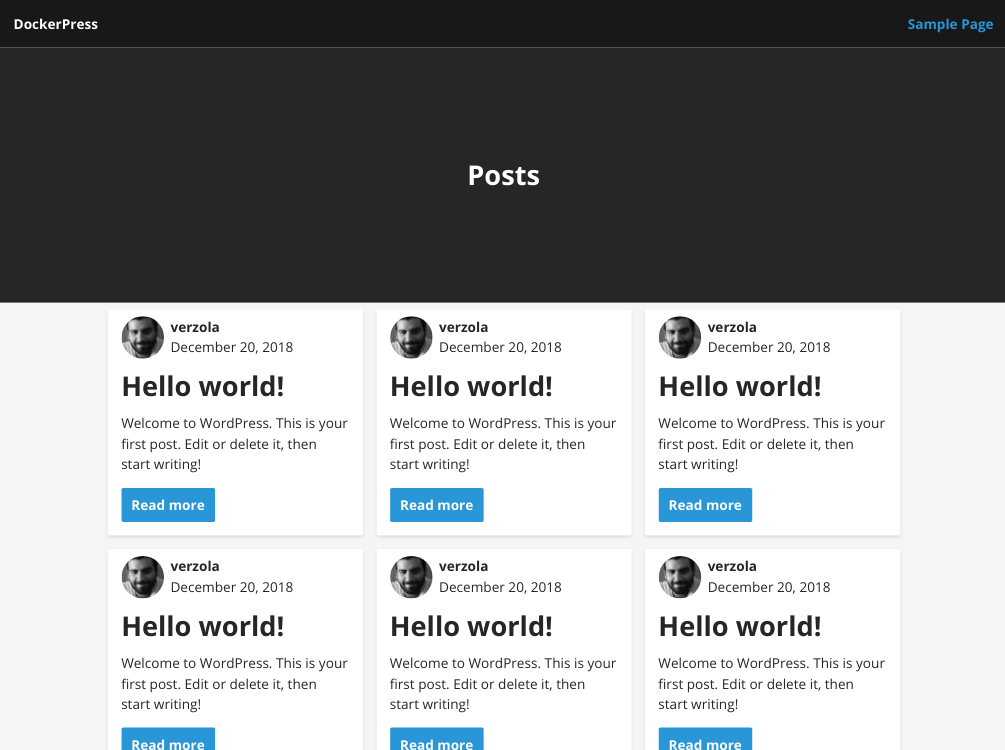 DockerPress
Sample Page
Posts
verzola
December 20, 2018
Hello world!
Welcome to WordPress. This is your
first post. Edit or delete it, then
start writing!
Read more
verzola
December 20, 2018
Hello world!
Welcome to WordPress. This is your
first post. Edit or delete it, then
start writing!
Read more
verzola
December 20, 2018
Hello world!
Welcome to WordPress. This is your
first post. Edit or delete it, then
start writing!
Read more
verzola
December 20, 2018
Hello world!
Welcome to WordPress. This is your
first post. Edit or delete it, then
start writing!
Read more
verzola
December 20, 2018
Hello world!
Welcome to WordPress. This is your
first post. Edit or delete it, then
start writing!
Read more
verzola
December 20, 2018
Hello world!
Welcome to WordPress. This is your
first post. Edit or delete it, then
start writing!
Read more